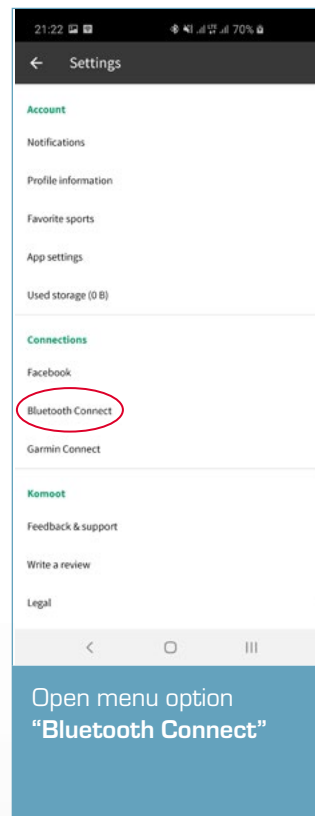 21:22 70%
Settings
Account
Notifications
Profile information
Favorite sports
App settings
Used storage (0 B)
Connections
Facebook
Bluetooth Connect
Garmin Connect
Komoot
Feedback & support
Write a review
Legal
Open menu option
“Bluetooth Connect”